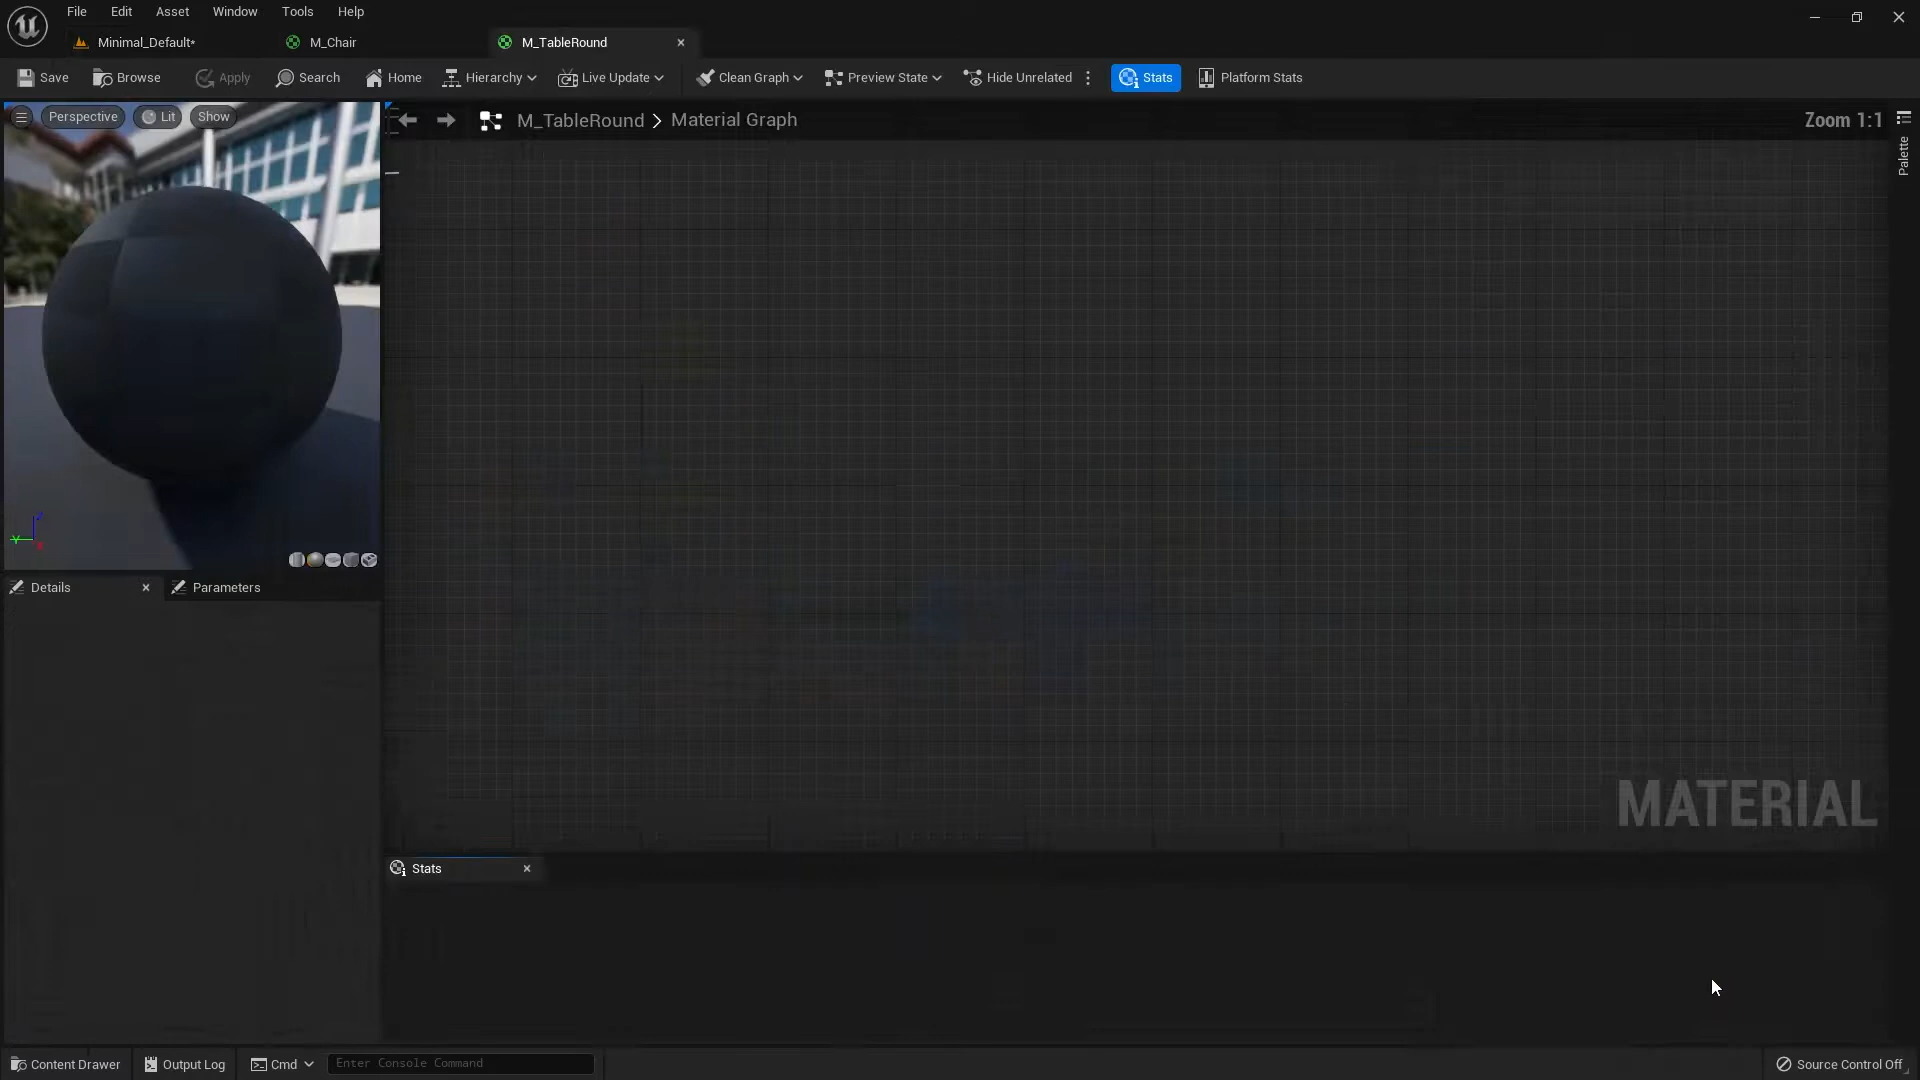 File Edit Asset Window Tools Help
Minimal_Default* M_Chair M_TableRound
Save Browse Apply Search Home Hierarchy Live Update Clean Graph Preview State Hide Unrelated Stats Platform Stats
Perspective Lit Show
M_TableRound > Material Graph
Zoom 1:1
Palette
Y
Details Parameters
MATERIAL
Stats
Content Drawer Output Log Cmd Enter Console Command Source Control Off